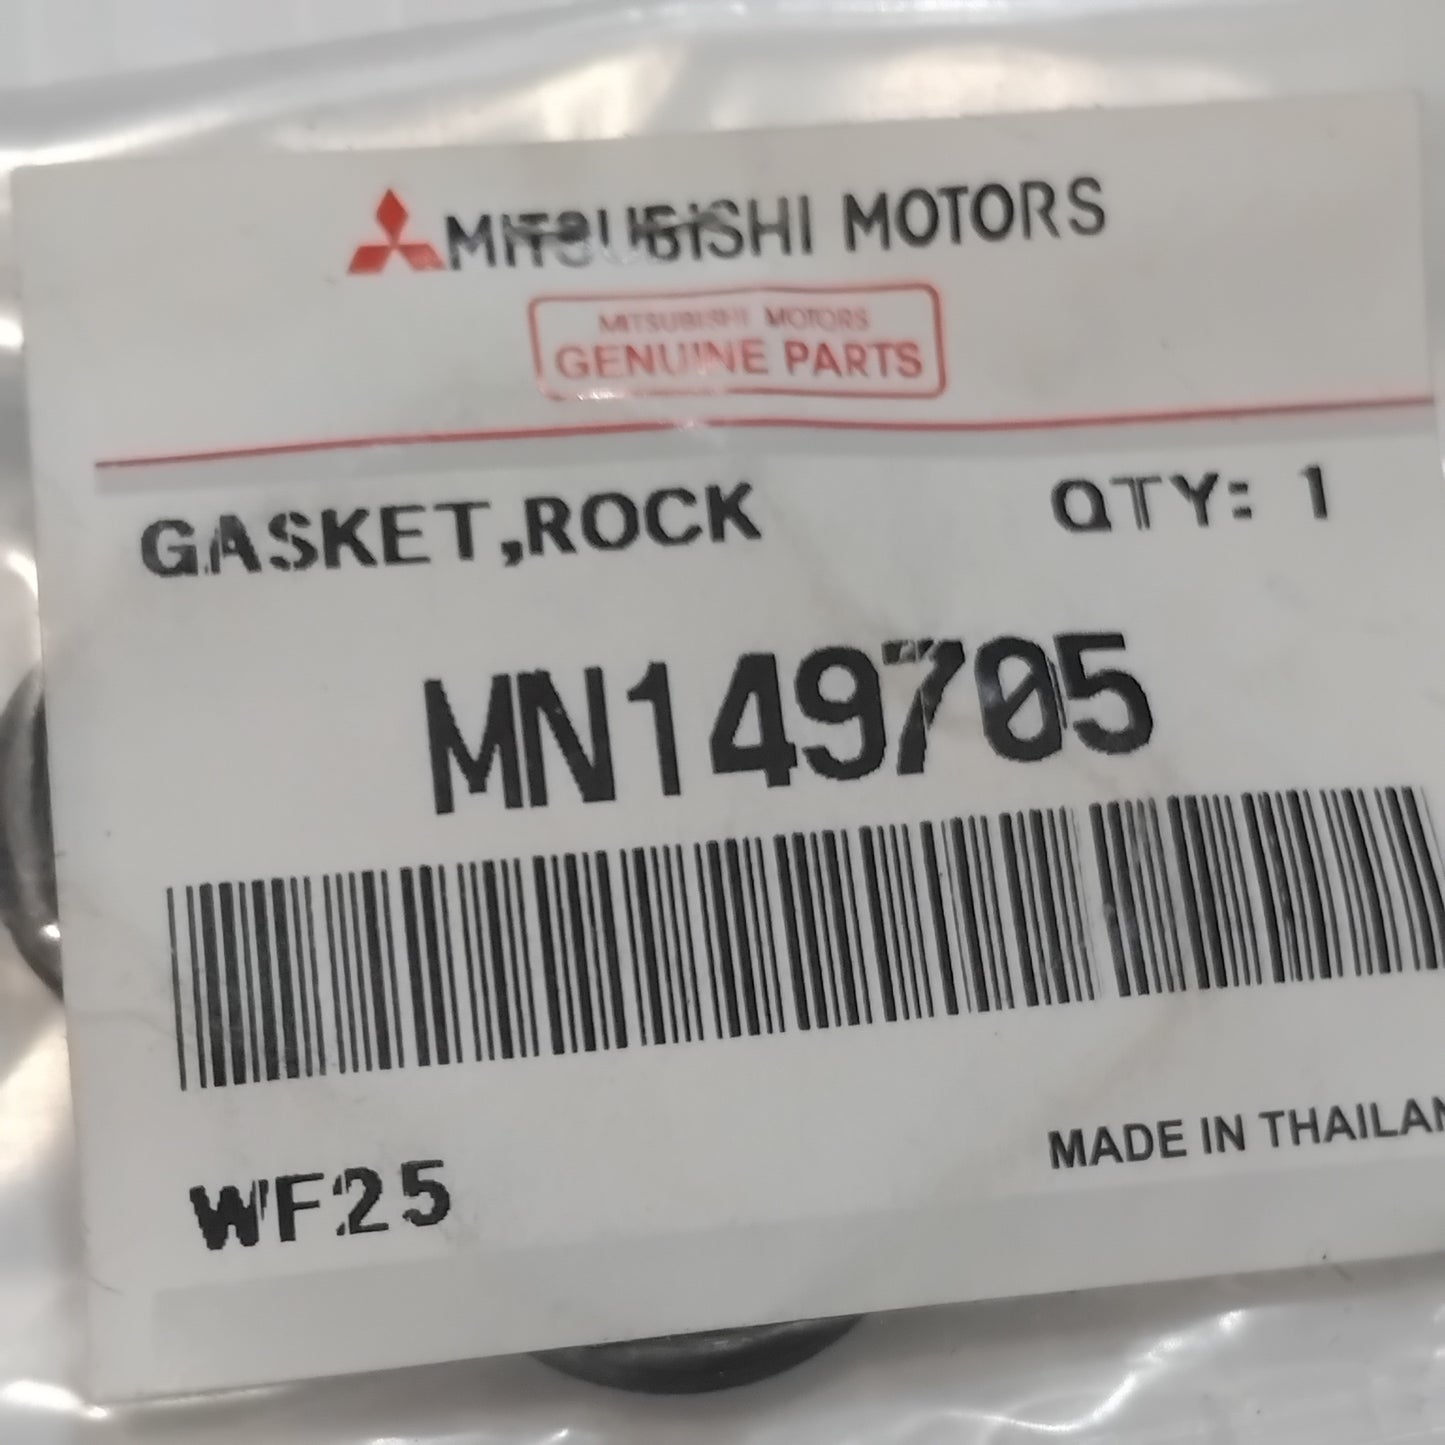 MITSUBISHI MOTORS
MITSUBISHI MOTORS
GENUINE PARTS
GASKET,ROCK QTY: 1
MN149705
MADE IN THAILAN
WF25